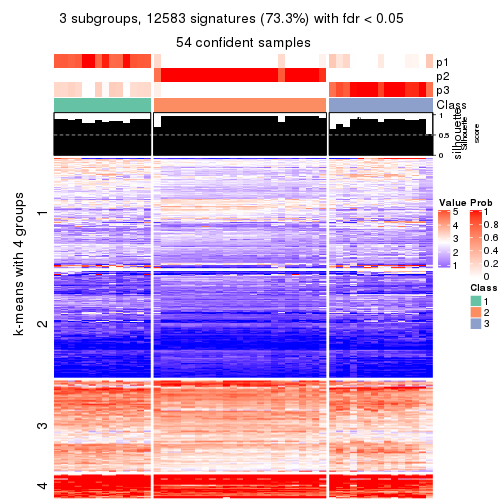 3 subgroups, 12583 signatures (73.3%) with fdr < 0.05
54 confident samples
p1
p2
p3
Class
1
0.5
0
silhouette
Silhouette
score
k-means with 4 groups
1
2
3
4
Value
5
4
3
2
1
Prob
1
0.8
0.6
0.4
0.2
0
Class
1
2
3